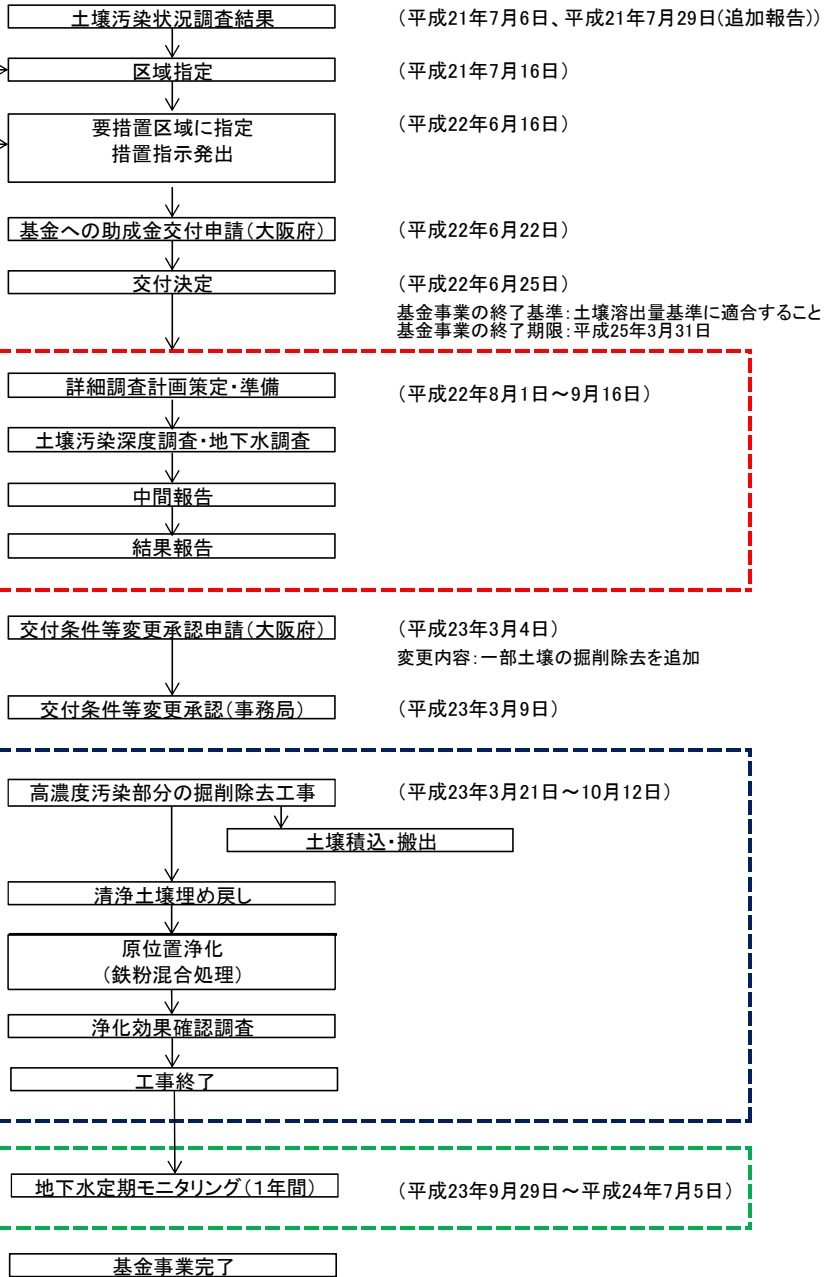 土壌汚染状況調査結果 (平成21年7月6日、平成21年7月29日(追加報告))
区域指定 (平成21年7月16日)
要措置区域に指定 (平成22年6月16日)
措置指示発出
基金への助成金交付申請(大阪府) (平成22年6月22日)
交付決定 (平成22年6月25日)
基金事業の終了基準:土壌溶出量基準に適合すること
基金事業の終了期限:平成25年3月31日
詳細調査計画策定・準備 (平成22年8月1日～9月16日)
土壌汚染深度調査・地下水調査
中間報告
結果報告
交付条件等変更承認申請(大阪府) (平成23年3月4日)
変更内容:一部土壌の掘削除去を追加
交付条件等変更承認(事務局) (平成23年3月9日)
高濃度汚染部分の掘削除去工事 (平成23年3月21日～10月12日)
土壌積込・搬出
清浄土壌埋め戻し
原位置浄化
(鉄粉混合処理)
浄化効果確認調査
工事終了
地下水定期モニタリング(1年間) (平成23年9月29日～平成24年7月5日)
基金事業完了